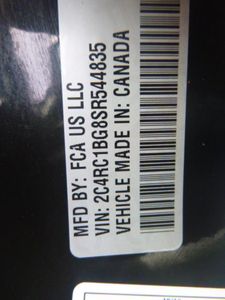 MFD BY: FCA US LLC
VIN: 2C4RC1BG8SR544835
VEHICLE MADE IN: CANADA